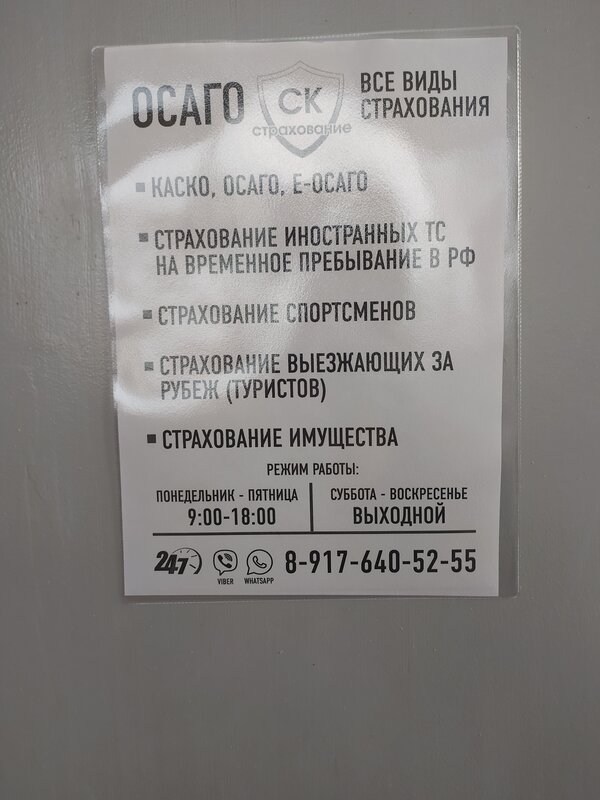 ОСАГО
СК
страхование
ВСЕ ВИДЫ
СТРАХОВАНИЯ
▪ КАСКО, ОСАГО, Е-ОСАГО
▪ СТРАХОВАНИЕ ИНОСТРАННЫХ ТС
НА ВРЕМЕННОЕ ПРЕБЫВАНИЕ В РФ
▪ СТРАХОВАНИЕ СПОРТСМЕНОВ
▪ СТРАХОВАНИЕ ВЫЕЗЖАЮЩИХ ЗА
РУБЕЖ (ТУРИСТОВ)
▪ СТРАХОВАНИЕ ИМУЩЕСТВА
РЕЖИМ РАБОТЫ:
ПОНЕДЕЛЬНИК - ПЯТНИЦА
9:00-18:00
СУББОТА - ВОСКРЕСЕНЬЕ
ВЫХОДНОЙ
24/7
VIBER
WHATSAPP
8-917-640-52-55